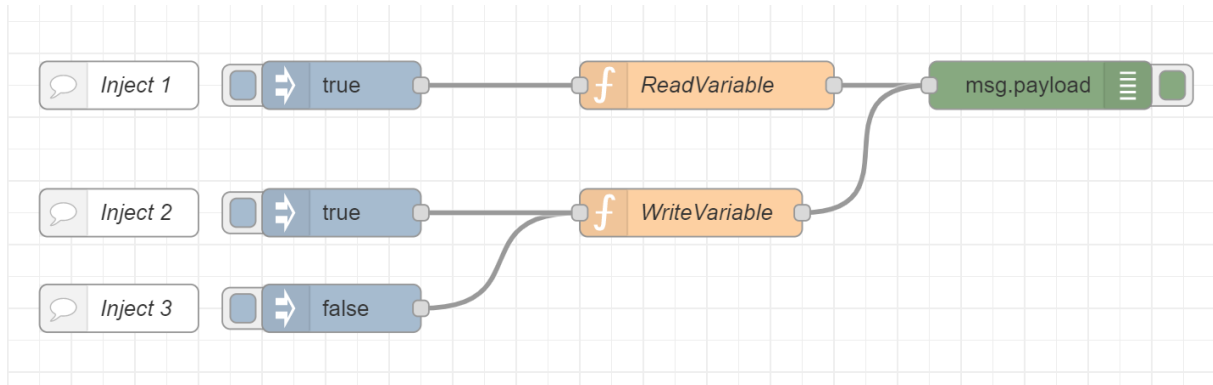 Inject 1 true ReadVariable msg.payload
Inject 2 true WriteVariable
Inject 3 false